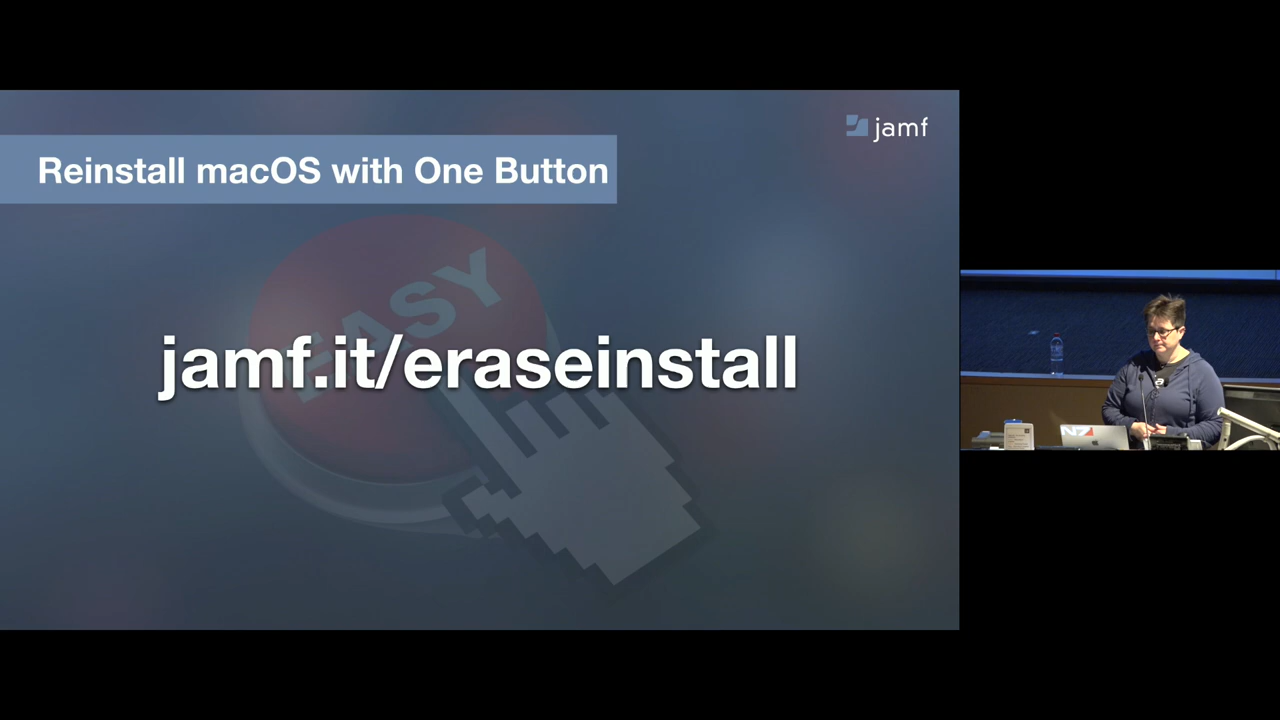 jamf
Reinstall macOS with One Button
EASY
jamf.it/eraseinstall
N7